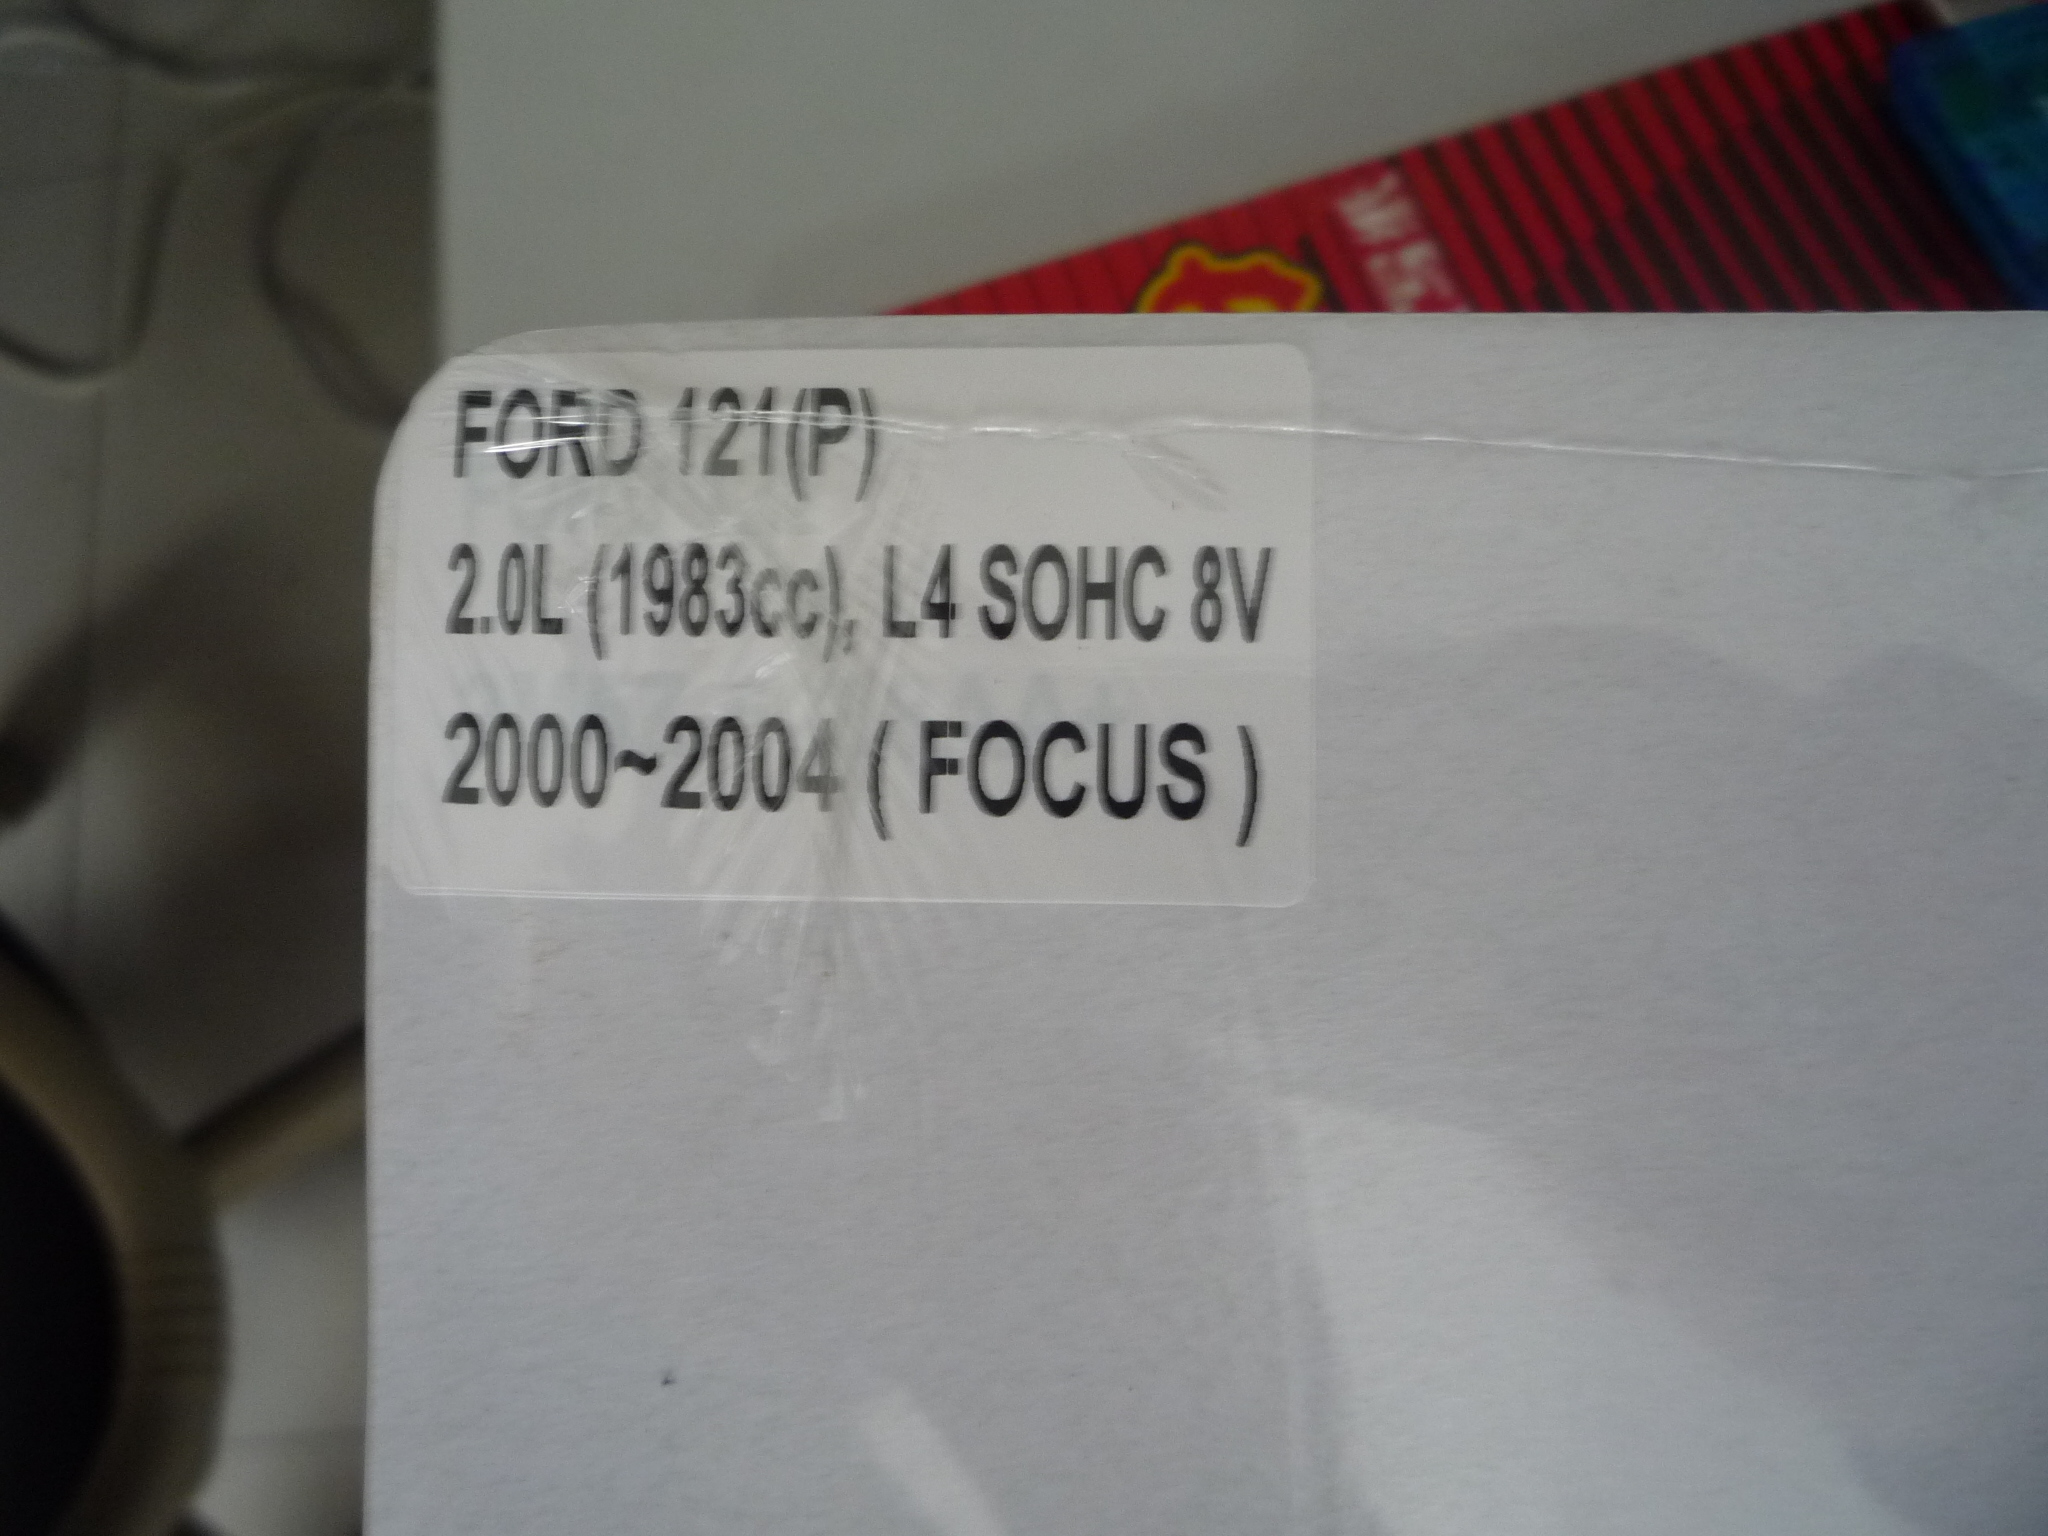 FORD 121(P)
2.0L (1983cc), L4 SOHC 8V
2000~2004 ( FOCUS )